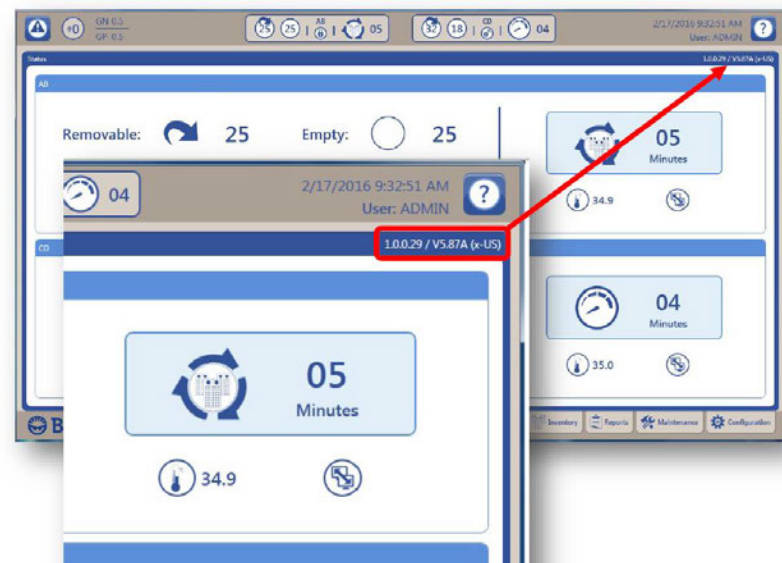 +0
GN 0.5
GP 0.5
25 25 AB 05
32 18 CD 04
2/17/2016 9:32:51 AM
User: ADMIN
?
Status
1.0.0.29 / V5.87A (x-US)
AB
Removable: 25 Empty: 25
05
Minutes
34.9
CD
04
Minutes
35.0
B
Inventory Reports Maintenance Configuration
04
2/17/2016 9:32:51 AM
User: ADMIN
?
1.0.0.29 / V5.87A (x-US)
05
Minutes
34.9